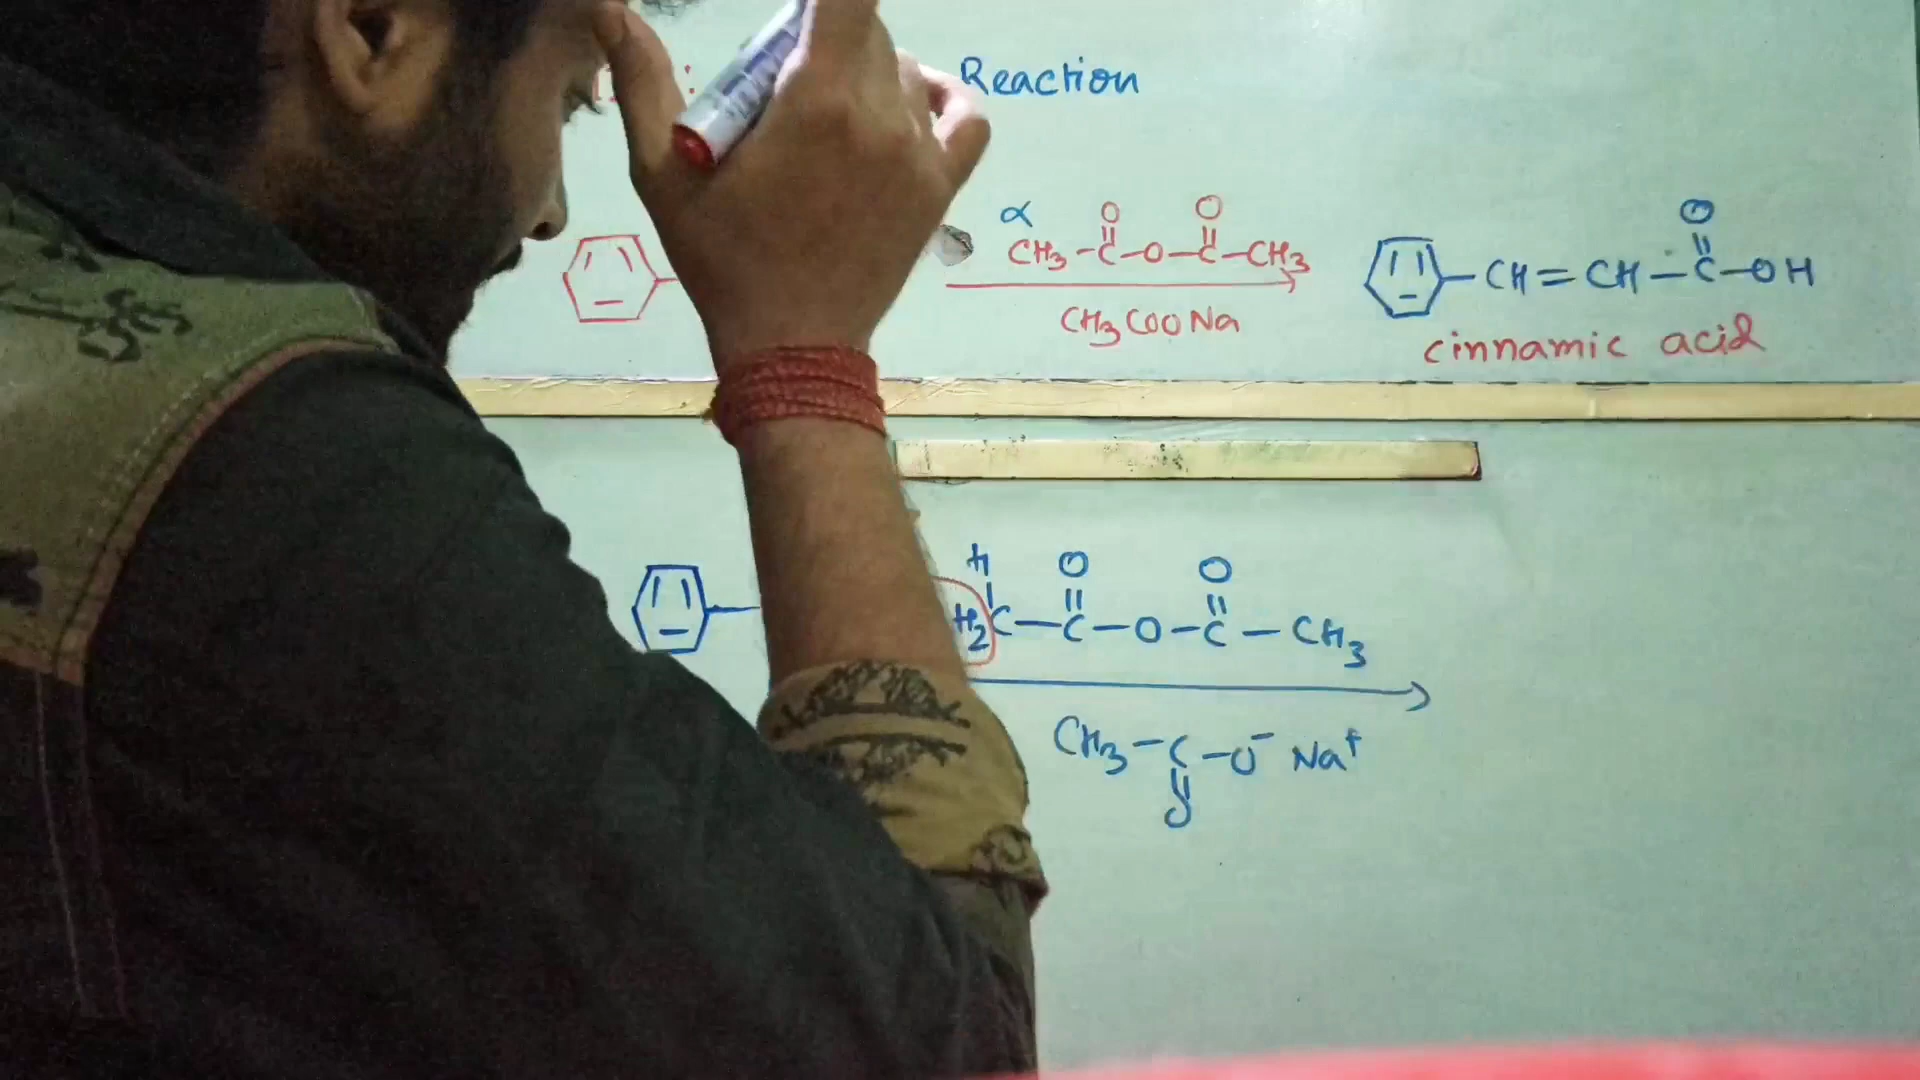 Reaction
α
O O O
CH3 - C - O - C - CH3
CH = CH - C - OH
CH3COONa
cinnamic acid
H O O
H2C - C - O - C - CH3
CH3 - C - O⁻ Na⁺
O